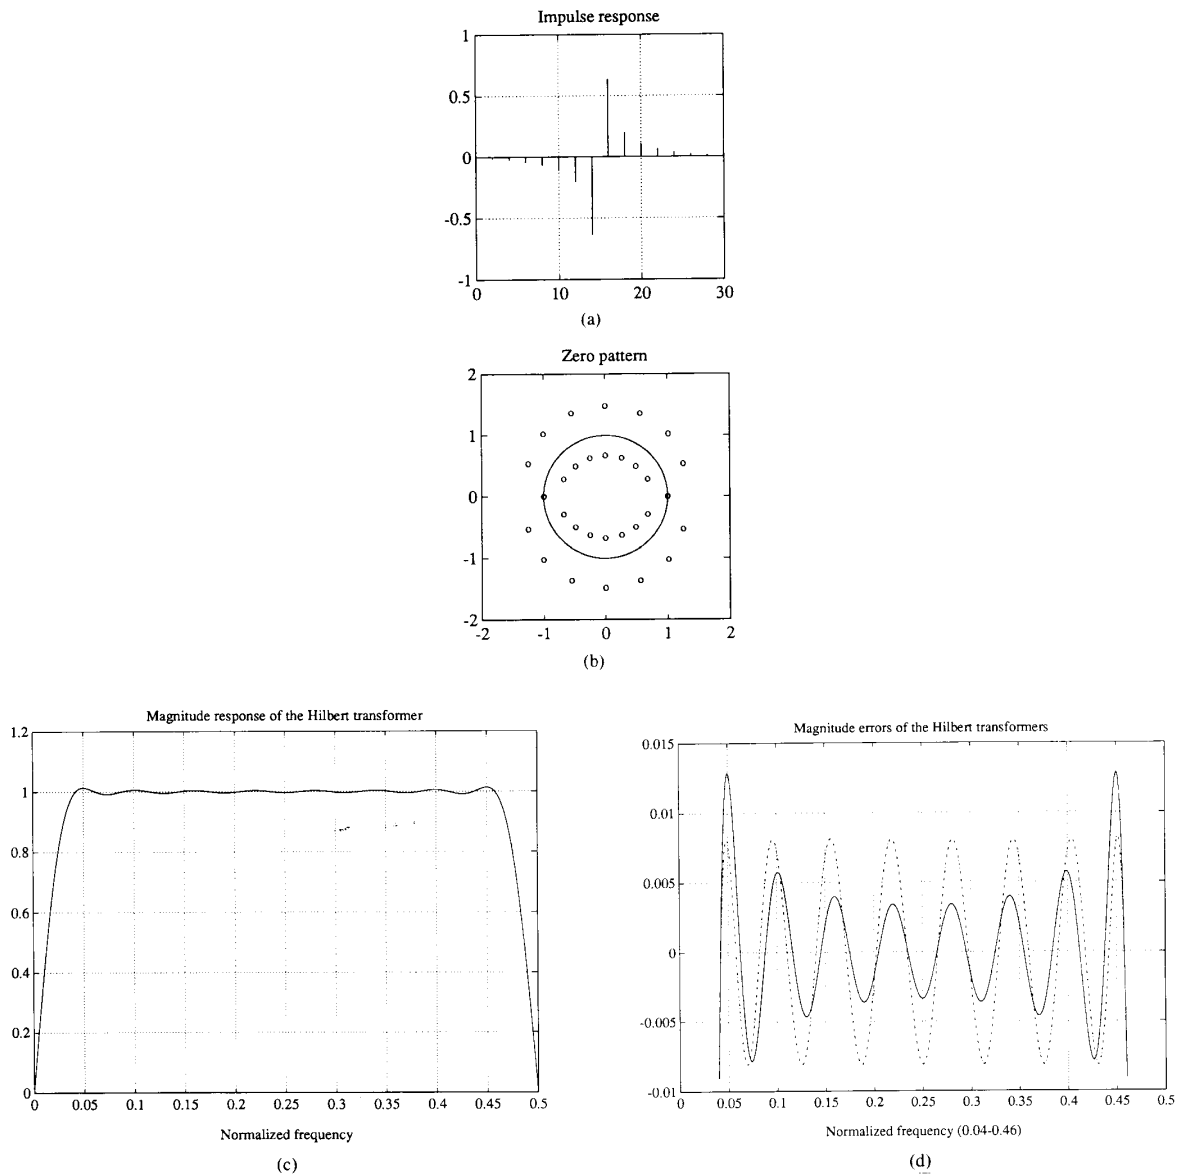 Impulse response
1
0.5
0
-0.5
-1
0 10 20 30
(a)
Zero pattern
2
1
0
-1
-2
-2 -1 0 1 2
(b)
Magnitude response of the Hilbert transformer
1.2
1
0.8
0.6
0.4
0.2
0
0 0.05 0.1 0.15 0.2 0.25 0.3 0.35 0.4 0.45 0.5
Normalized frequency
(c)
Magnitude errors of the Hilbert transformers
0.015
0.01
0.005
0
-0.005
-0.01
0 0.05 0.1 0.15 0.2 0.25 0.3 0.35 0.4 0.45 0.5
Normalized frequency (0.04-0.46)
(d)